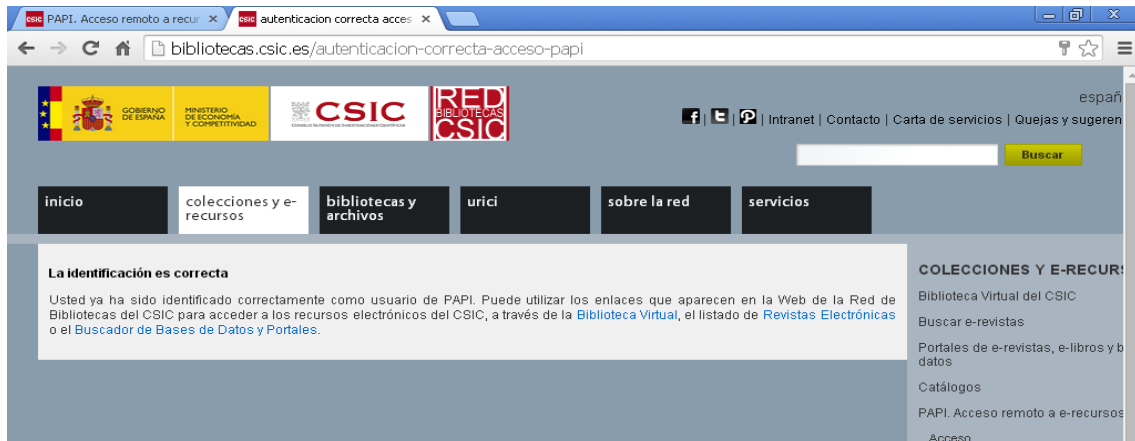 PAPI. Acceso remoto a recur
autenticacion correcta acces
bibliotecas.csic.es/autenticacion-correcta-acceso-papi
GOBIERNO DE ESPAÑA
MINISTERIO DE ECONOMÍA Y COMPETITIVIDAD
CSIC
CONSEJO SUPERIOR DE INVESTIGACIONES CIENTÍFICAS
RED BIBLIOTECAS CSIC
españ
| Intranet | Contacto | Carta de servicios | Quejas y sugeren
Buscar
inicio
colecciones y e-recursos
bibliotecas y archivos
urici
sobre la red
servicios
La identificación es correcta
Usted ya ha sido identificado correctamente como usuario de PAPI. Puede utilizar los enlaces que aparecen en la Web de la Red de
Bibliotecas del CSIC para acceder a los recursos electrónicos del CSIC, a través de la Biblioteca Virtual, el listado de Revistas Electrónicas
o el Buscador de Bases de Datos y Portales.
COLECCIONES Y E-RECURS
Biblioteca Virtual del CSIC
Buscar e-revistas
Portales de e-revistas, e-libros y b
datos
Catálogos
PAPI. Acceso remoto a e-recursos
Acceso